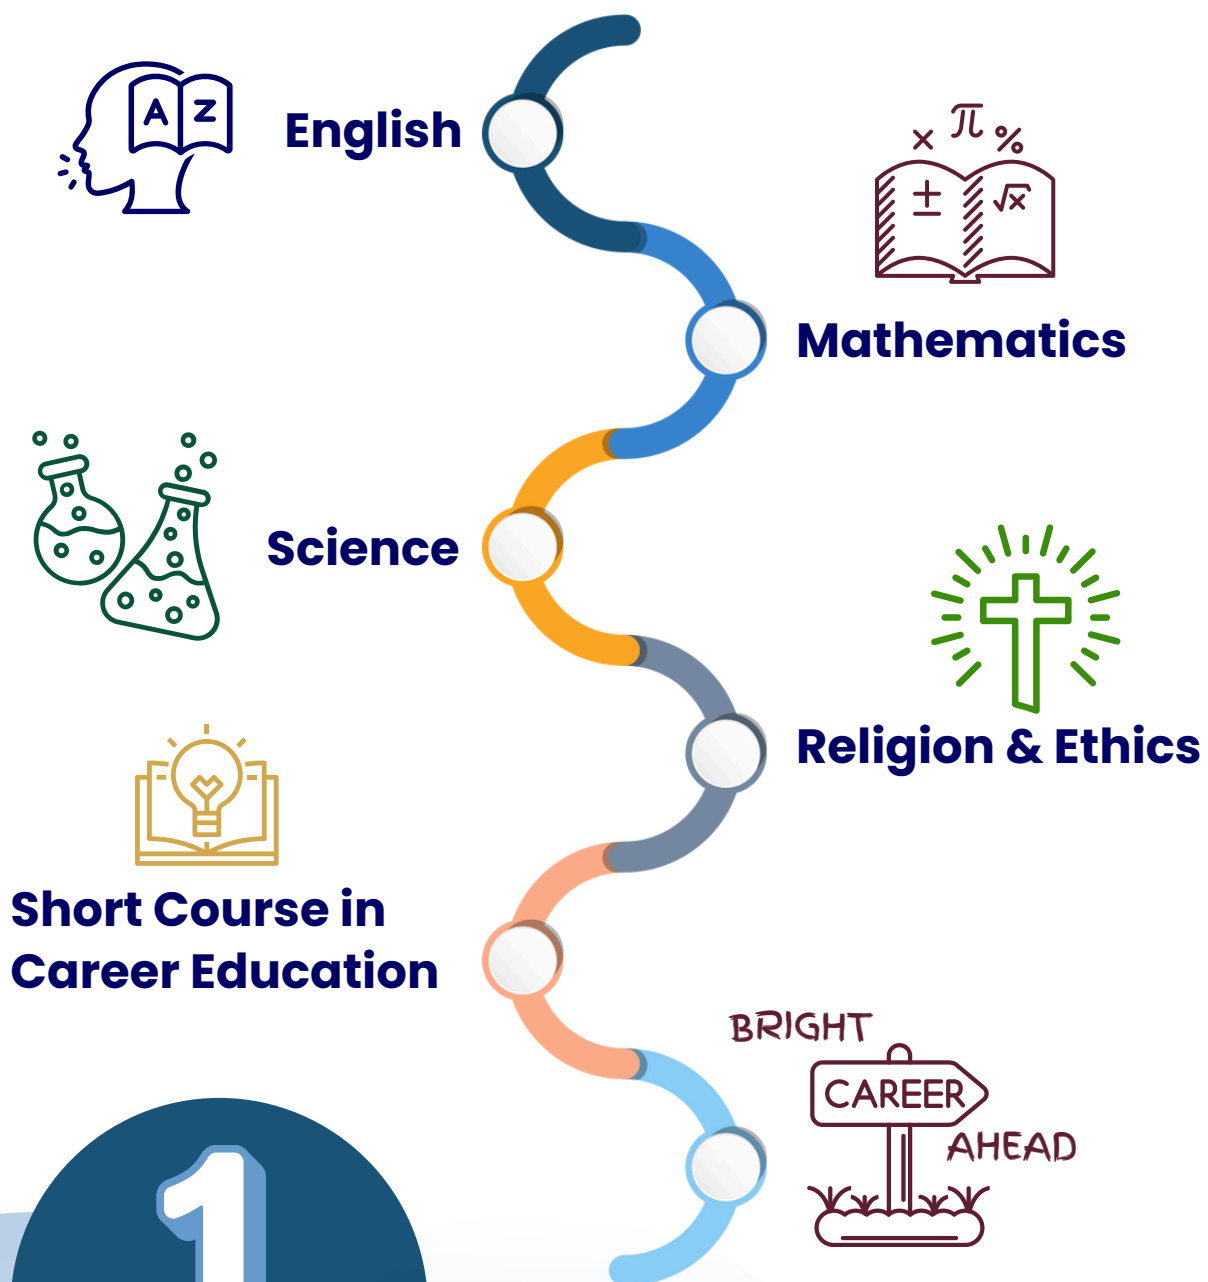 A Z
English
× π %
± √x
Mathematics
Science
Religion & Ethics
Short Course in
Career Education
BRIGHT
CAREER
AHEAD
1